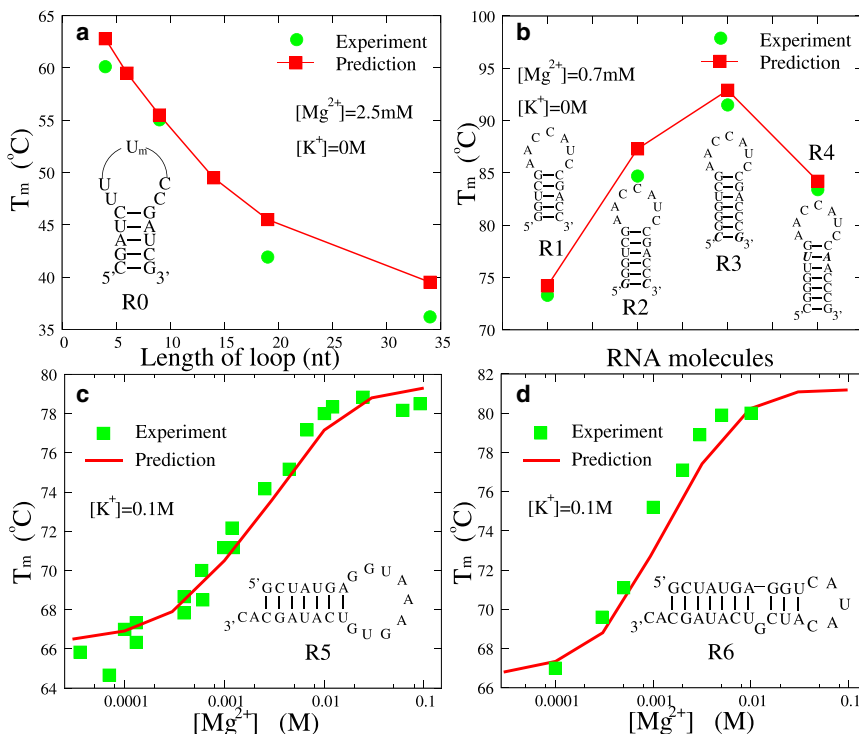 a
Experiment
Prediction
[Mg2+]=2.5mM
[K+]=0M
Tm (°C)
65
60
55
50
45
40
35
0 5 10 15 20 25 30 35
Length of loop (nt)
Um
U C
U C
C G
U A
A U
G C
5' C G 3'
R0
b
Experiment
Prediction
[Mg2+]=0.7mM
[K+]=0M
Tm (°C)
100
95
90
85
80
75
70
R1
R2
R3
R4
RNA molecules
c
Experiment
Prediction
[K+]=0.1M
Tm (°C)
80
78
76
74
72
70
68
66
64
0.0001 0.001 0.01 0.1
[Mg2+] (M)
5' GCUAUGA GGUAAAGUG
3' CACGAUACU
R5
d
Experiment
Prediction
[K+]=0.1M
Tm (°C)
82
80
78
76
74
72
70
68
66
0.0001 0.001 0.01 0.1
[Mg2+] (M)
5' GCUAUGA GGU CAUACA
3' CACGAUACU G CUA
R6